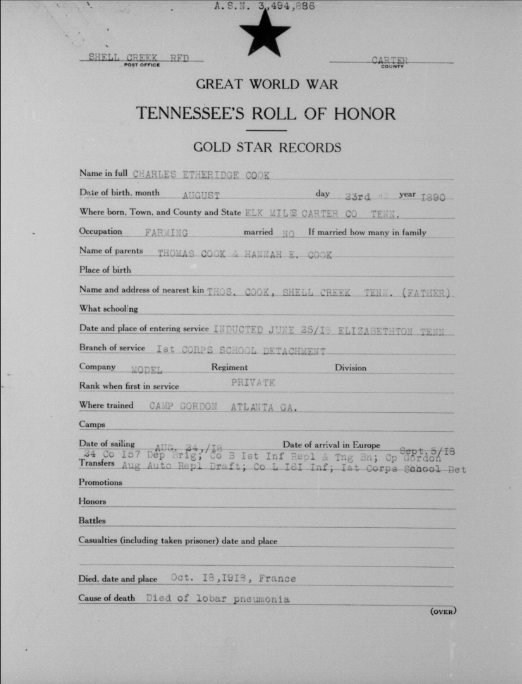 A.S.N. 3,494,886
SHELL CREEK RFD CARTER
POST OFFICE COUNTY
GREAT WORLD WAR
TENNESSEE'S ROLL OF HONOR
GOLD STAR RECORDS
Name in full CHARLES ETHERIDGE COOK
Date of birth, month AUGUST day 23rd year 1890
Where born, Town, and County and State ELK MILLS CARTER CO TENN.
Occupation FARMING married NO If married how many in family
Name of parents THOMAS COOK & HANNAH E. COOK
Place of birth
Name and address of nearest kin THOS. COOK, SHELL CREEK TENN. (FATHER)
What schooling
Date and place of entering service INDUCTED JUNE 25/18 ELIZABETHTON TENN
Branch of service 1st CORPS SCHOOL DETACHMENT
Company MODEL Regiment Division
Rank when first in service PRIVATE
Where trained CAMP GORDON ATLANTA GA.
Camps
Date of sailing AUG. 24,/18 Date of arrival in Europe Sept. 5/18
24 Co 157 Dep Brig; Co B 1st Inf Repl & Tng Bn; Cp Gordon
Transfers Aug Auto Repl Draft; Co L 161 Inf; 1st Corps School Det
Promotions
Honors
Battles
Casualties (including taken prisoner) date and place
Died, date and place Oct. 18,1918, France
Cause of death Died of lobar pneumonia
(OVER)